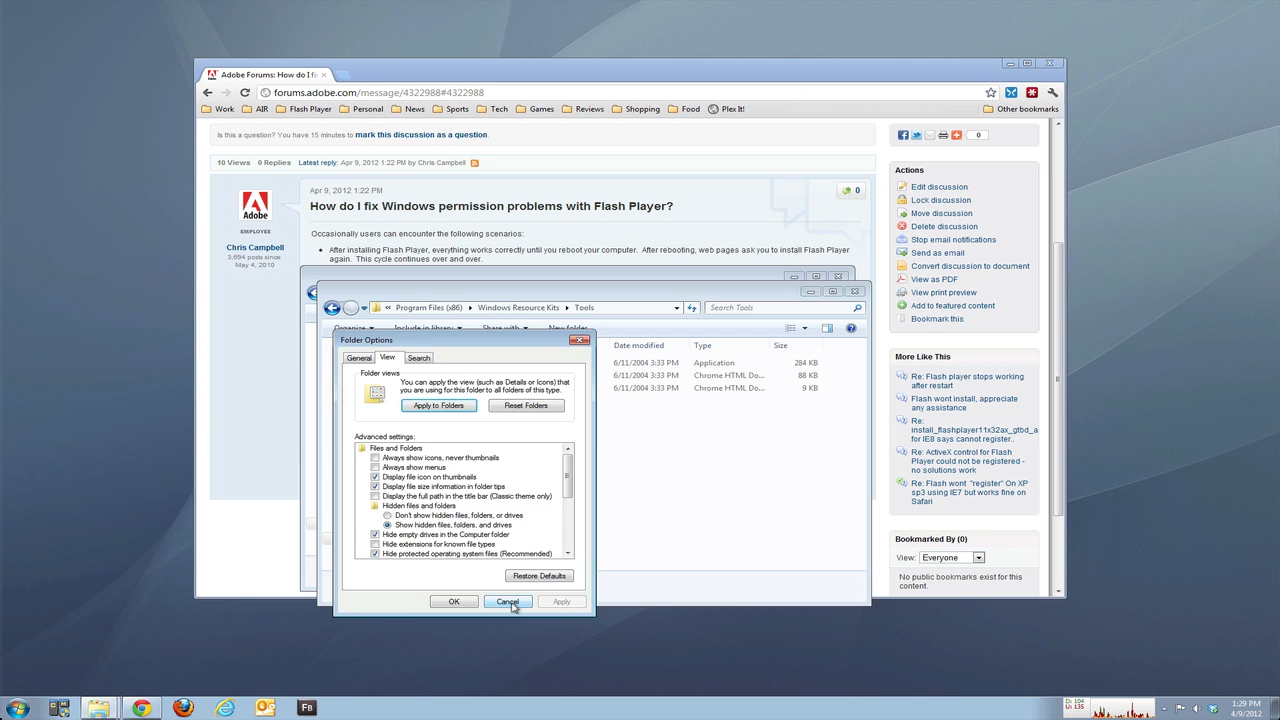 Adobe Forums: How do I fi
forums.adobe.com/message/4322988#4322988
Work AIR Flash Player Personal News Sports Tech Games Reviews Shopping Food Plex It! Other bookmarks
Is this a question? You have 15 minutes to mark this discussion as a question.
0
10 Views 0 Replies Latest reply: Apr 9, 2012 1:22 PM by Chris Campbell
Adobe
EMPLOYEE
Chris Campbell
3,694 posts since
May 4, 2010
Apr 9, 2012 1:22 PM
0
How do I fix Windows permission problems with Flash Player?
Occasionally users can encounter the following scenarios:
• After installing Flash Player, everything works correctly until you reboot your computer. After rebooting, web pages ask you to install Flash Player
again. This cycle continues over and over.
Actions
Edit discussion
Lock discussion
Move discussion
Delete discussion
Stop email notifications
Send as email
Convert discussion to document
View as PDF
View print preview
Add to featured content
Bookmark this
More Like This
Re: Flash player stops working
after restart
Flash wont install, appreciate
any assistance
Re:
install_flashplayer11x32ax_gtbd_a
for IE8 says cannot register..
Re: ActiveX control for Flash
Player could not be registered -
no solutions work
Re: Flash wont "register" On XP
sp3 using IE7 but works fine on
Safari
Bookmarked By (0)
View: Everyone
No public bookmarks exist for this
content.
« Program Files (x86) Windows Resource Kits Tools Search Tools
Organize Include in library Share with New folder
Date modified Type Size
6/11/2004 3:33 PM Application 284 KB
6/11/2004 3:33 PM Chrome HTML Do... 88 KB
6/11/2004 3:33 PM Chrome HTML Do... 9 KB
Folder Options
General View Search
Folder views
You can apply the view (such as Details or Icons) that
you are using for this folder to all folders of this type.
Apply to Folders Reset Folders
Advanced settings:
Files and Folders
Always show icons, never thumbnails
Always show menus
Display file icon on thumbnails
Display file size information in folder tips
Display the full path in the title bar (Classic theme only)
Hidden files and folders
Don't show hidden files, folders, or drives
Show hidden files, folders, and drives
Hide empty drives in the Computer folder
Hide extensions for known file types
Hide protected operating system files (Recommended)
Restore Defaults
OK Cancel Apply
Fb
D: 104
U: 135
1:29 PM
4/9/2012